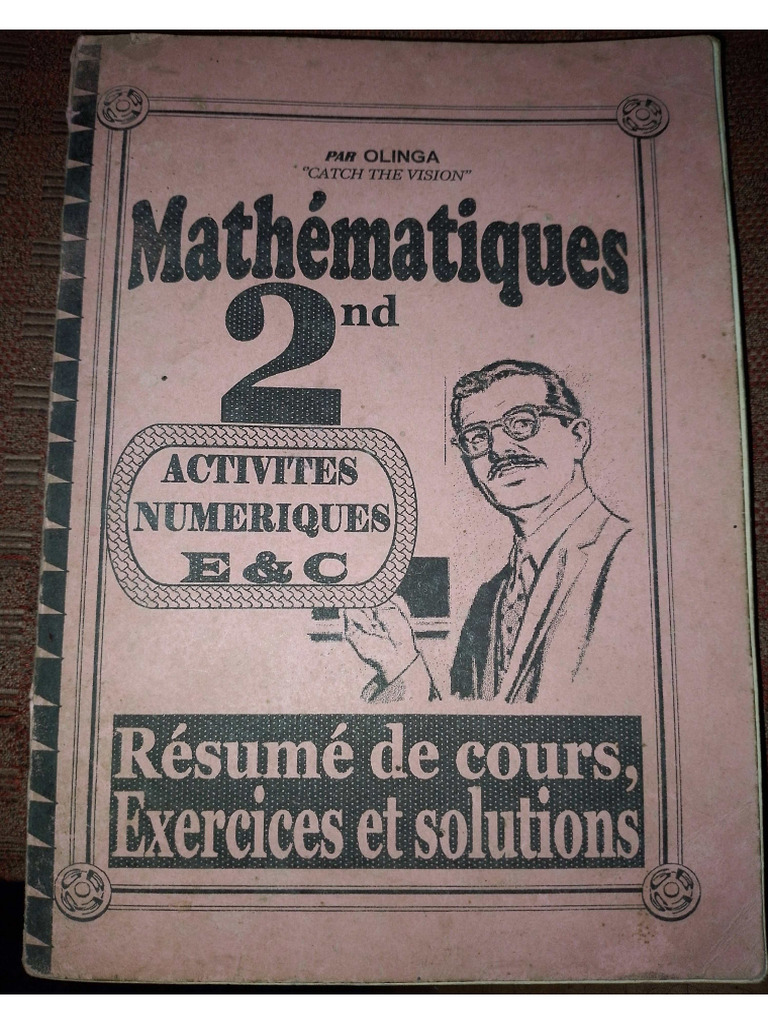 PAR OLINGA
"CATCH THE VISION"
Mathématiques
2nd
ACTIVITES
NUMERIQUES
E & C
Résumé de cours,
Exercices et solutions